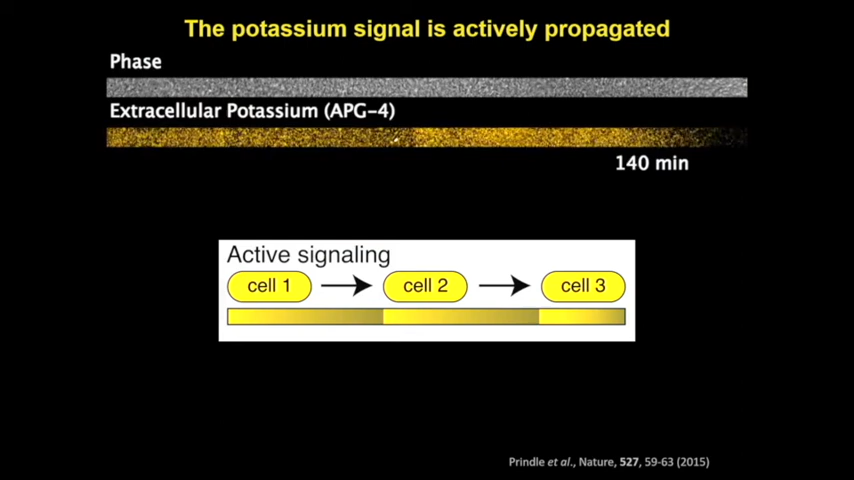 The potassium signal is actively propagated
Phase
Extracellular Potassium (APG-4)
140 min
Active signaling
cell 1
cell 2
cell 3
Prindle et al., Nature, 527, 59-63 (2015)